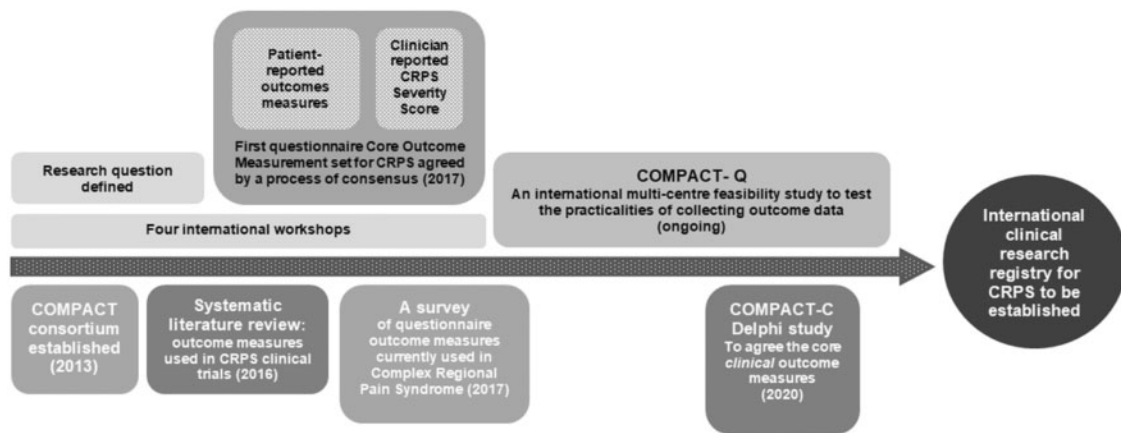 Patient-
reported
outcomes
measures
Clinician
reported
CRPS
Severity
Score
First questionnaire Core Outcome
Measurement set for CRPS agreed
by a process of consensus (2017)
Research question
defined
Four international workshops
COMPACT- Q
An international multi-centre feasibility study to test
the practicalities of collecting outcome data
(ongoing)
International
clinical
research
registry for
CRPS to be
established
COMPACT
consortium
established
(2013)
Systematic
literature review:
outcome measures
used in CRPS clinical
trials (2016)
A survey
of questionnaire
outcome measures
currently used in
Complex Regional
Pain Syndrome (2017)
COMPACT-C
Delphi study
To agree the core
clinical outcome
measures
(2020)